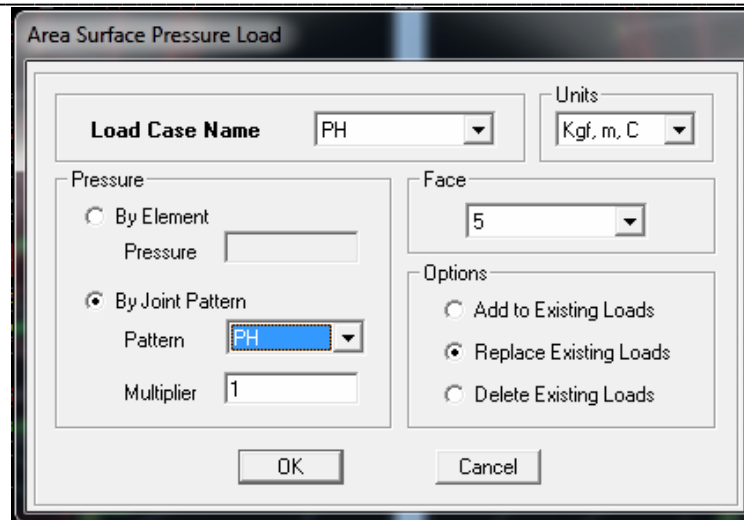 Area Surface Pressure Load
Load Case Name PH
Units
Kgf, m, C
Pressure
By Element
Pressure
By Joint Pattern
Pattern PH
Multiplier 1
Face
5
Options
Add to Existing Loads
Replace Existing Loads
Delete Existing Loads
OK Cancel